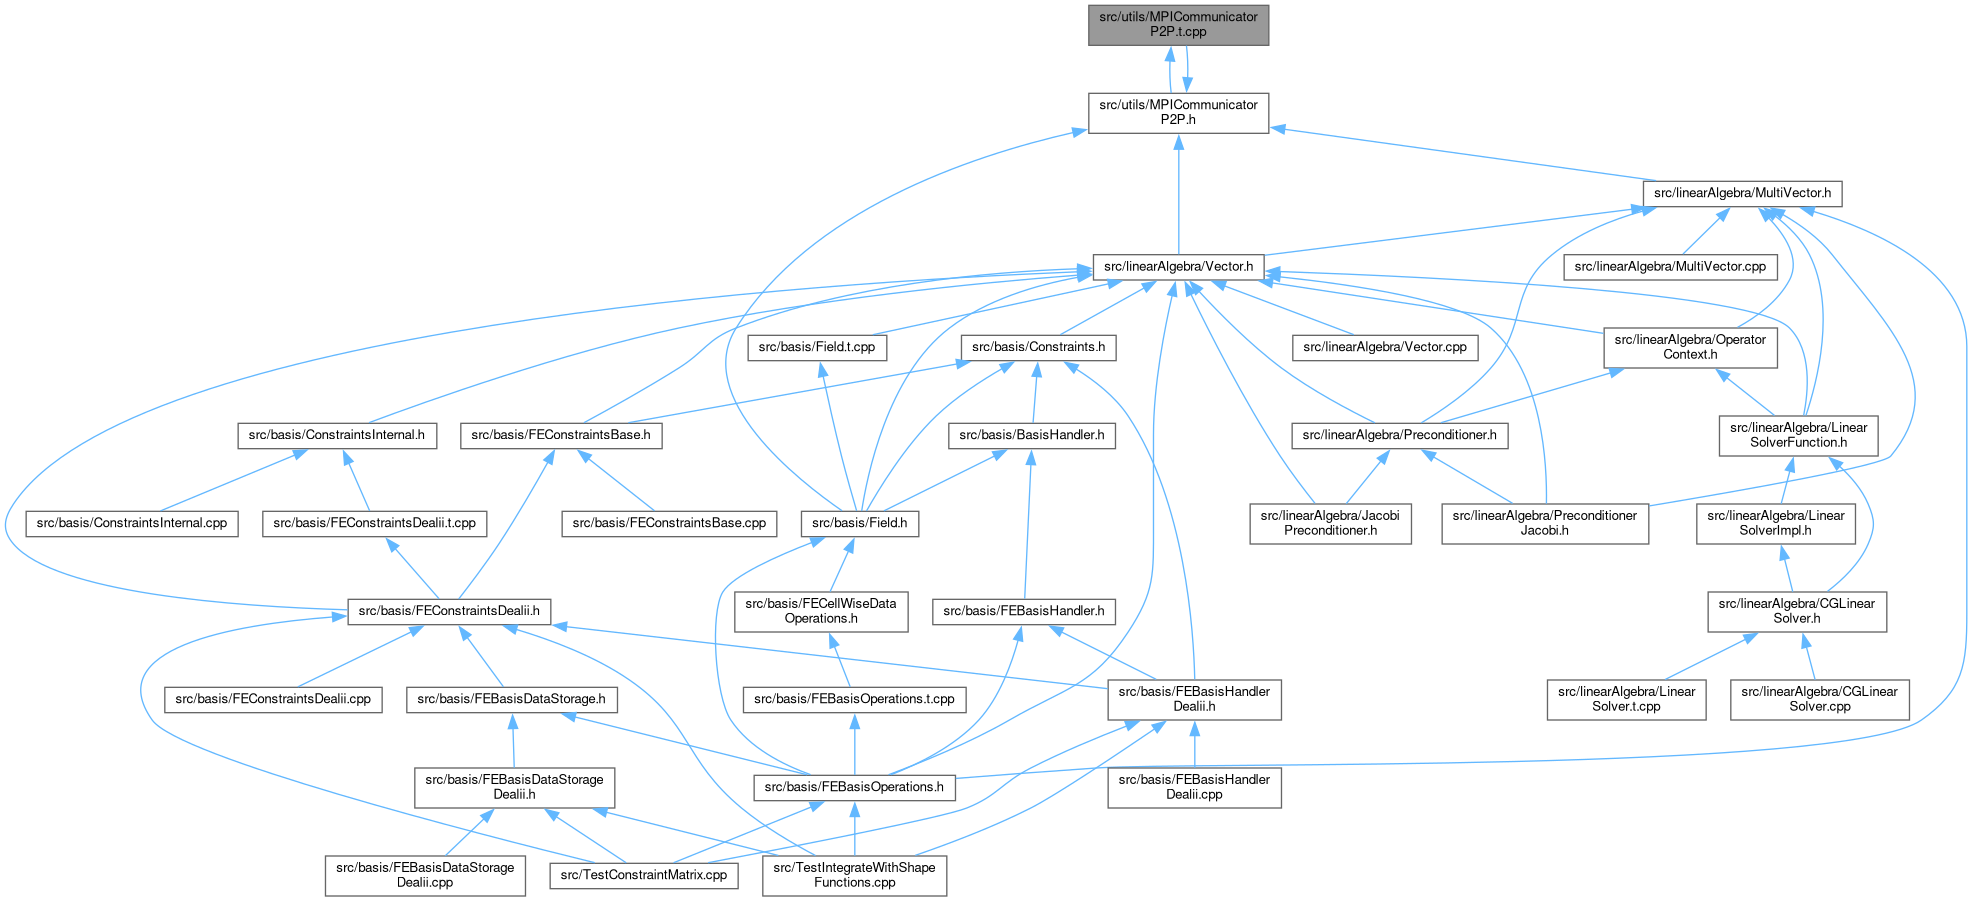 src/utils/MPICommunicator
P2P.t.cpp
src/utils/MPICommunicator
P2P.h
src/linearAlgebra/MultiVector.h
src/linearAlgebra/Vector.h
src/linearAlgebra/MultiVector.cpp
src/basis/Field.t.cpp
src/basis/Constraints.h
src/linearAlgebra/Vector.cpp
src/linearAlgebra/Operator
Context.h
src/basis/ConstraintsInternal.h
src/basis/FEConstraintsBase.h
src/basis/BasisHandler.h
src/linearAlgebra/Preconditioner.h
src/linearAlgebra/Linear
SolverFunction.h
src/basis/ConstraintsInternal.cpp
src/basis/FEConstraintsDealii.t.cpp
src/basis/FEConstraintsBase.cpp
src/basis/Field.h
src/linearAlgebra/Jacobi
Preconditioner.h
src/linearAlgebra/Preconditioner
Jacobi.h
src/linearAlgebra/Linear
SolverImpl.h
src/basis/FEConstraintsDealii.h
src/basis/FECellWiseData
Operations.h
src/basis/FEBasisHandler.h
src/linearAlgebra/CGLinear
Solver.h
src/basis/FEConstraintsDealii.cpp
src/basis/FEBasisDataStorage.h
src/basis/FEBasisOperations.t.cpp
src/basis/FEBasisHandler
Dealii.h
src/linearAlgebra/Linear
Solver.t.cpp
src/linearAlgebra/CGLinear
Solver.cpp
src/basis/FEBasisDataStorage
Dealii.h
src/basis/FEBasisOperations.h
src/basis/FEBasisHandler
Dealii.cpp
src/basis/FEBasisDataStorage
Dealii.cpp
src/TestConstraintMatrix.cpp
src/TestIntegrateWithShape
Functions.cpp